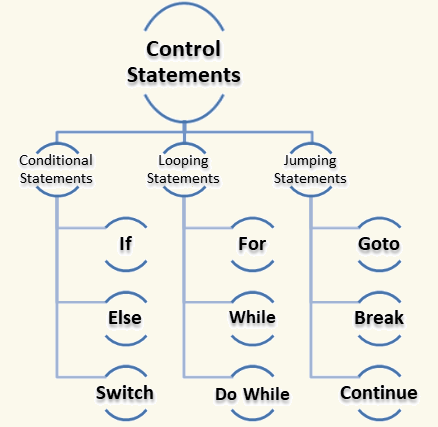 Control
Statements
Conditional
Statements
Looping
Statements
Jumping
Statements
If
For
Goto
Else
While
Break
Switch
Do While
Continue